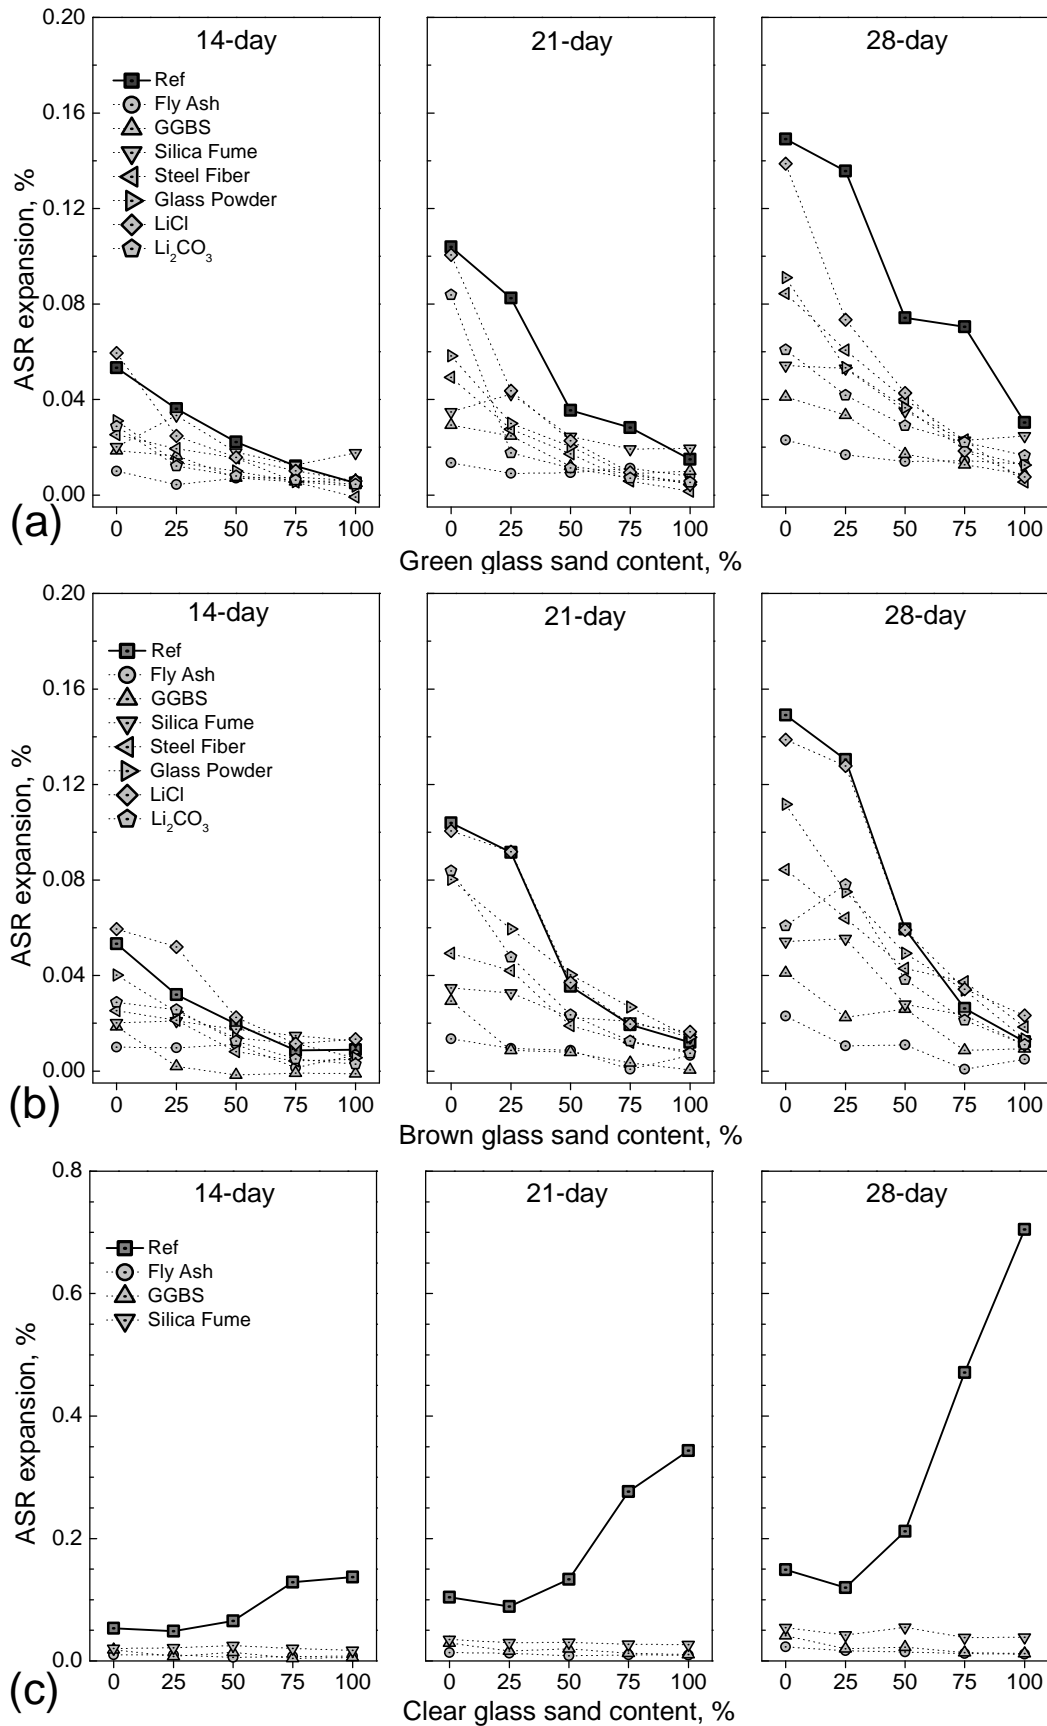 0.20
14-day
21-day
28-day
Ref
Fly Ash
GGBS
Silica Fume
Steel Fiber
Glass Powder
LiCl
Li₂CO₃
0.16
0.12
0.08
0.04
0.00
ASR expansion, %
(a)
0 25 50 75 100
0 25 50 75 100
0 25 50 75 100
Green glass sand content, %
0.20
14-day
21-day
28-day
Ref
Fly Ash
GGBS
Silica Fume
Steel Fiber
Glass Powder
LiCl
Li₂CO₃
0.16
0.12
0.08
0.04
0.00
ASR expansion, %
(b)
0 25 50 75 100
0 25 50 75 100
0 25 50 75 100
Brown glass sand content, %
0.8
14-day
21-day
28-day
Ref
Fly Ash
GGBS
Silica Fume
0.6
0.4
0.2
0.0
ASR expansion, %
(c)
0 25 50 75 100
0 25 50 75 100
0 25 50 75 100
Clear glass sand content, %